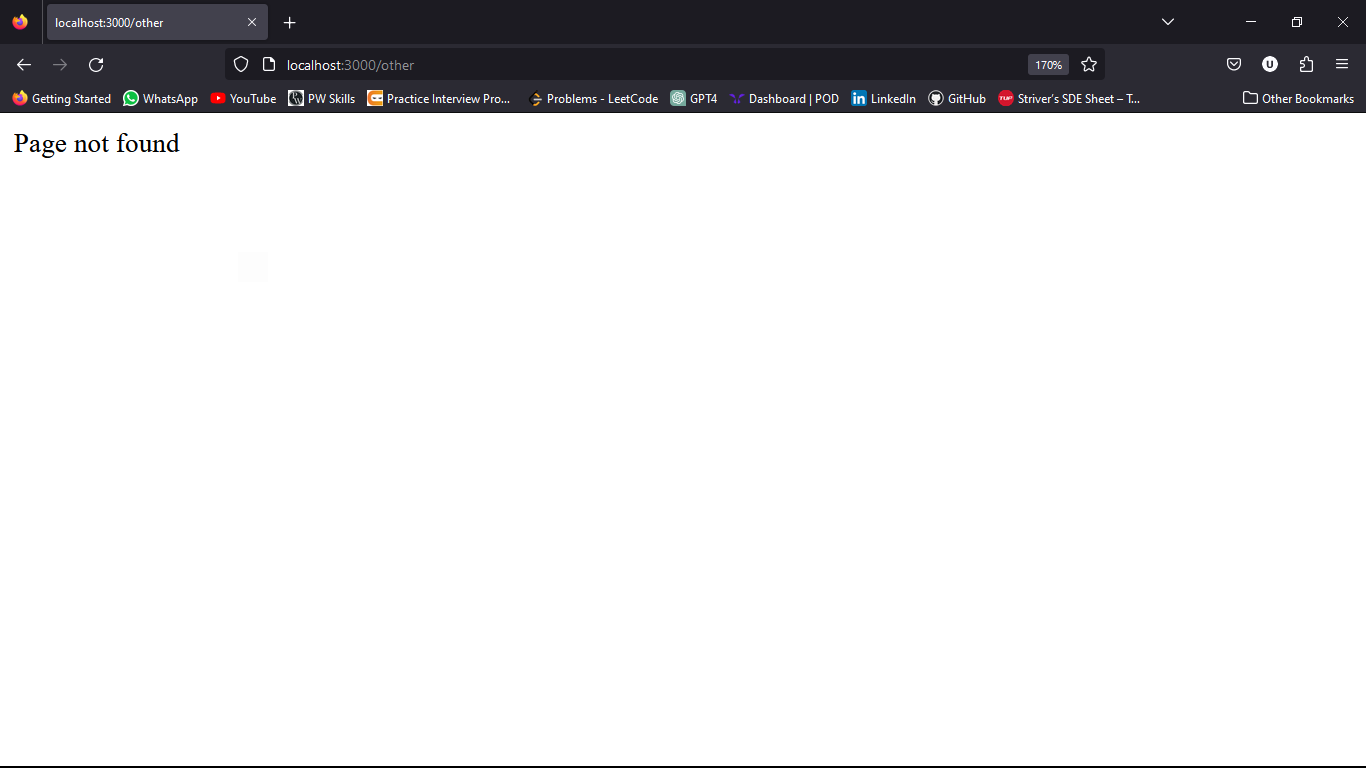 localhost:3000/other
localhost:3000/other 170% U
Getting Started WhatsApp YouTube PW Skills Practice Interview Pro... Problems - LeetCode GPT4 Dashboard | POD LinkedIn GitHub TUF Striver's SDE Sheet – T... Other Bookmarks
Page not found